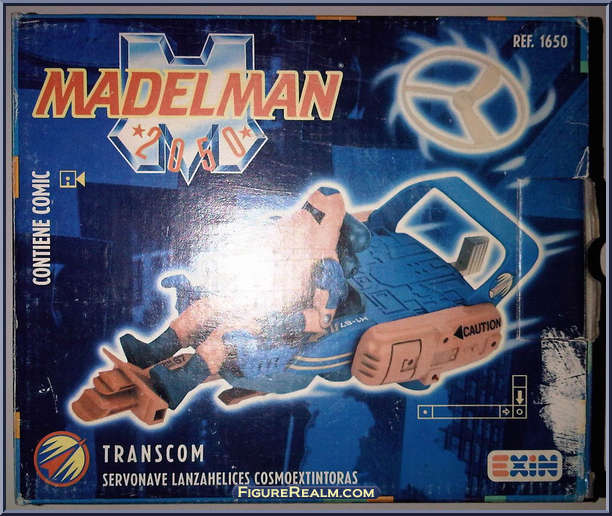 REF. 1650
MADELMAN
2050
CONTIENE COMIC
CAUTION
TRANSCOM
SERVONAVE LANZAHELICES COSMOEXTINTORAS
EXIN
FIGUREREALM.COM